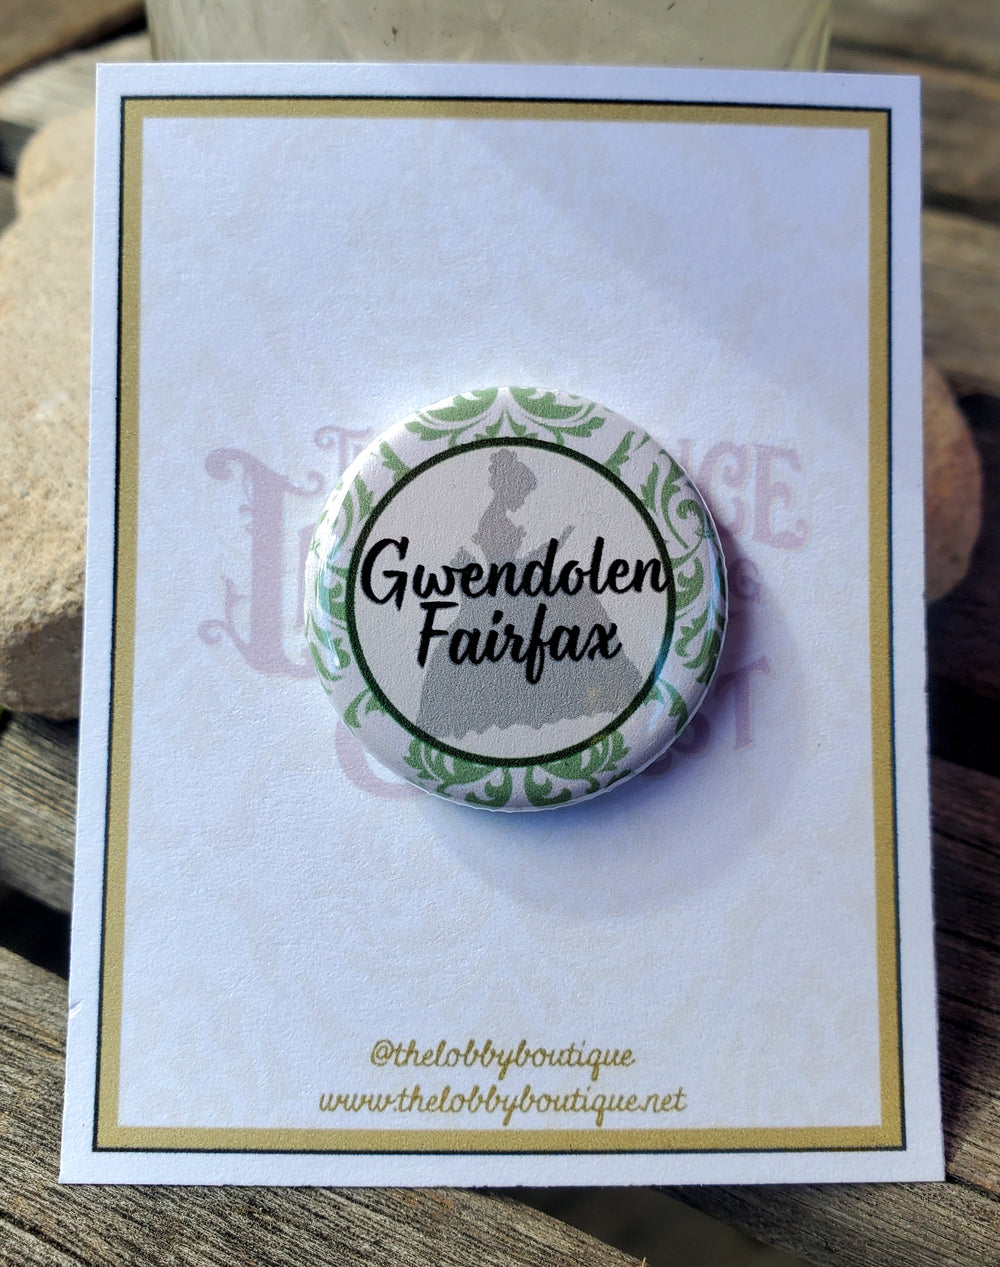 Gwendolen
Fairfax
@thelobbyboutique
www.thelobbyboutique.net